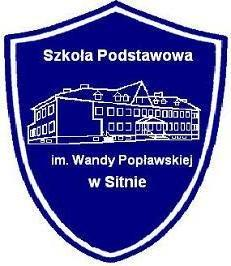 Szkoła Podstawowa
im. Wandy Popławskiej
w Sitnie